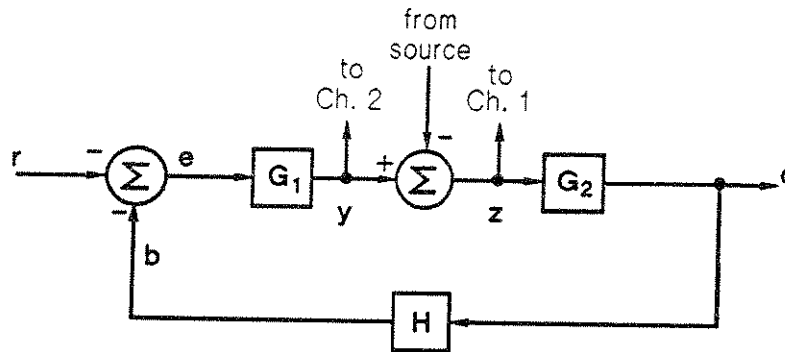 from
source
to
Ch. 2
to
Ch. 1
r
-
Σ
e
G1
+
-
Σ
G2
c
y
z
-
b
H